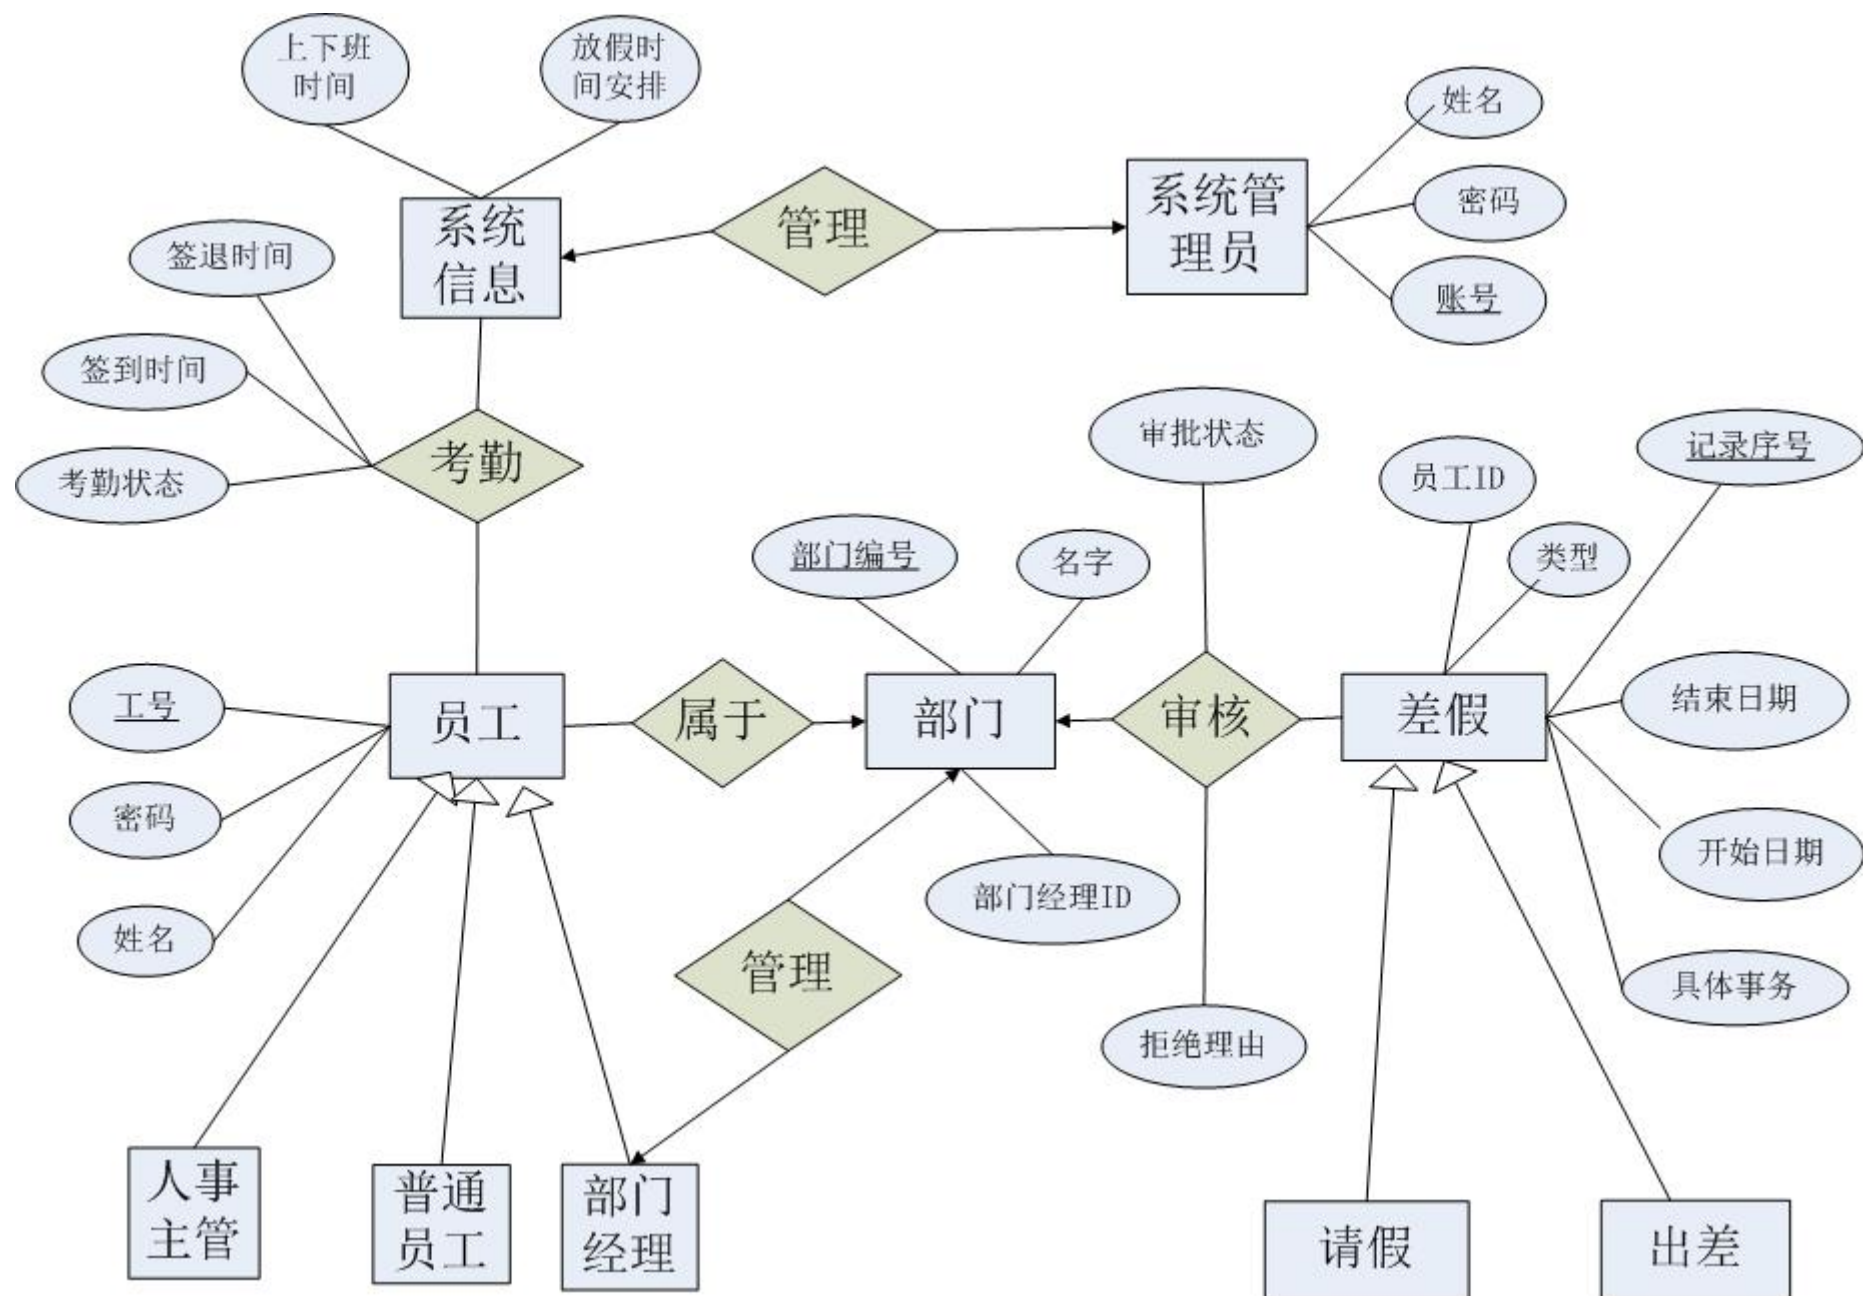 上下班
时间
放假时
间安排
姓名
系统管
理员
密码
管理
系统
信息
签退时间
账号
签到时间
审批状态
记录序号
考勤
员工ID
考勤状态
部门编号
名字
类型
工号
员工
属于
部门
审核
差假
结束日期
密码
开始日期
部门经理ID
姓名
管理
具体事务
拒绝理由
人事
主管
普通
员工
部门
经理
请假
出差